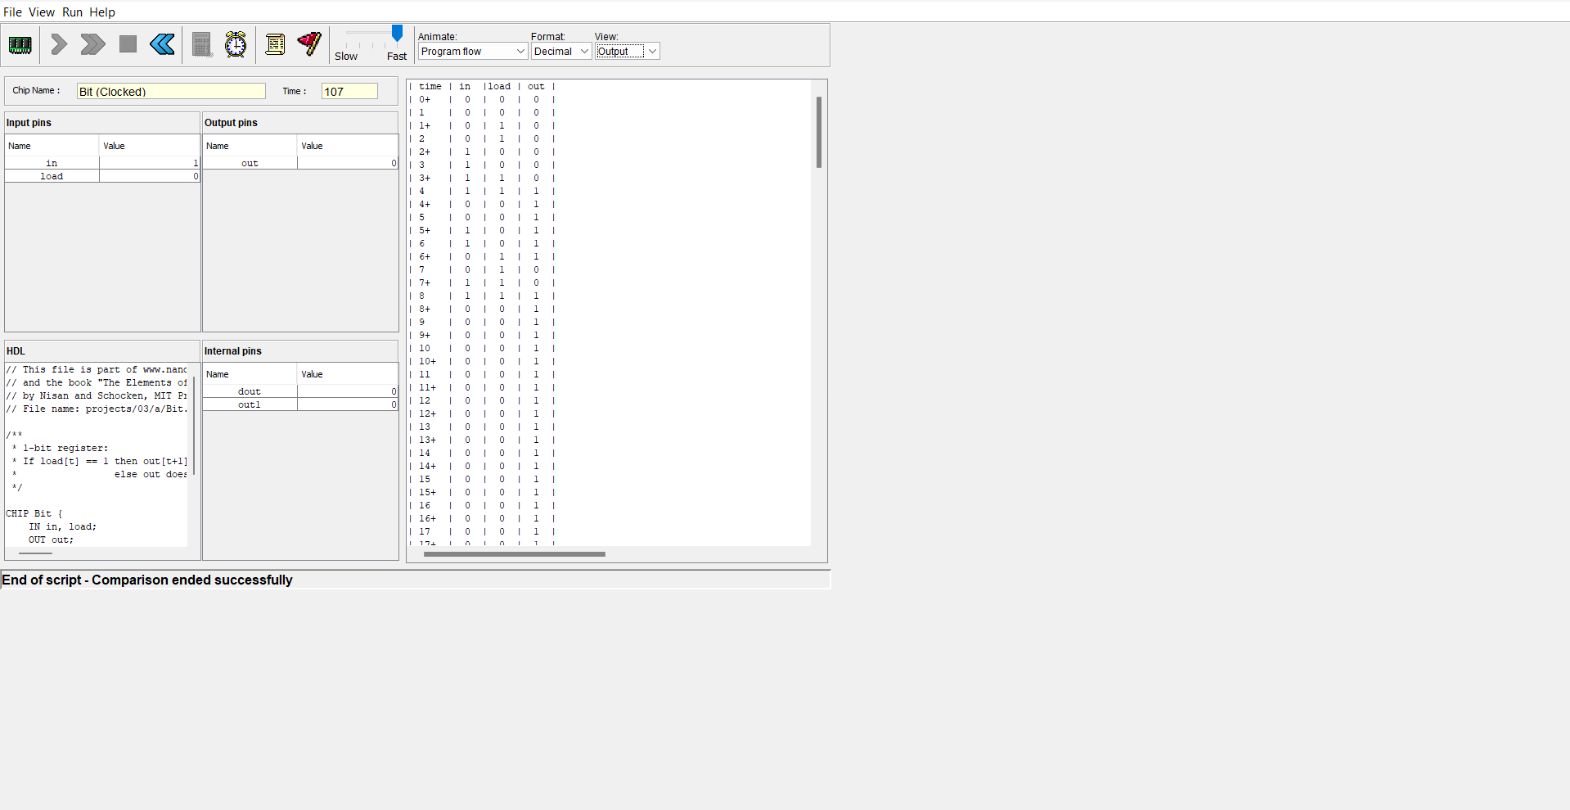 File View Run Help
Slow Fast
Animate:
Program flow
Format:
Decimal
View:
Output
Chip Name :
Bit (Clocked)
Time :
107
Input pins
Name Value
in 1
load 0
Output pins
Name Value
out 0
HDL
// This file is part of www.nanc
// and the book "The Elements of
// by Nisan and Schocken, MIT Pr
// File name: projects/03/a/Bit.
/**
* 1-bit register:
* If load[t] == 1 then out[t+1]
* else out does
*/
CHIP Bit {
IN in, load;
OUT out;
Internal pins
Name Value
dout 0
out1 0
| time | in |load | out |
| 0+ | 0 | 0 | 0 |
| 1 | 0 | 0 | 0 |
| 1+ | 0 | 1 | 0 |
| 2 | 0 | 1 | 0 |
| 2+ | 1 | 0 | 0 |
| 3 | 1 | 0 | 0 |
| 3+ | 1 | 1 | 0 |
| 4 | 1 | 1 | 1 |
| 4+ | 0 | 0 | 1 |
| 5 | 0 | 0 | 1 |
| 5+ | 1 | 0 | 1 |
| 6 | 1 | 0 | 1 |
| 6+ | 0 | 1 | 1 |
| 7 | 0 | 1 | 0 |
| 7+ | 1 | 1 | 0 |
| 8 | 1 | 1 | 1 |
| 8+ | 0 | 0 | 1 |
| 9 | 0 | 0 | 1 |
| 9+ | 0 | 0 | 1 |
| 10 | 0 | 0 | 1 |
| 10+ | 0 | 0 | 1 |
| 11 | 0 | 0 | 1 |
| 11+ | 0 | 0 | 1 |
| 12 | 0 | 0 | 1 |
| 12+ | 0 | 0 | 1 |
| 13 | 0 | 0 | 1 |
| 13+ | 0 | 0 | 1 |
| 14 | 0 | 0 | 1 |
| 14+ | 0 | 0 | 1 |
| 15 | 0 | 0 | 1 |
| 15+ | 0 | 0 | 1 |
| 16 | 0 | 0 | 1 |
| 16+ | 0 | 0 | 1 |
| 17 | 0 | 0 | 1 |
| 17+ | 0 | 0 | 1 |
End of script - Comparison ended successfully